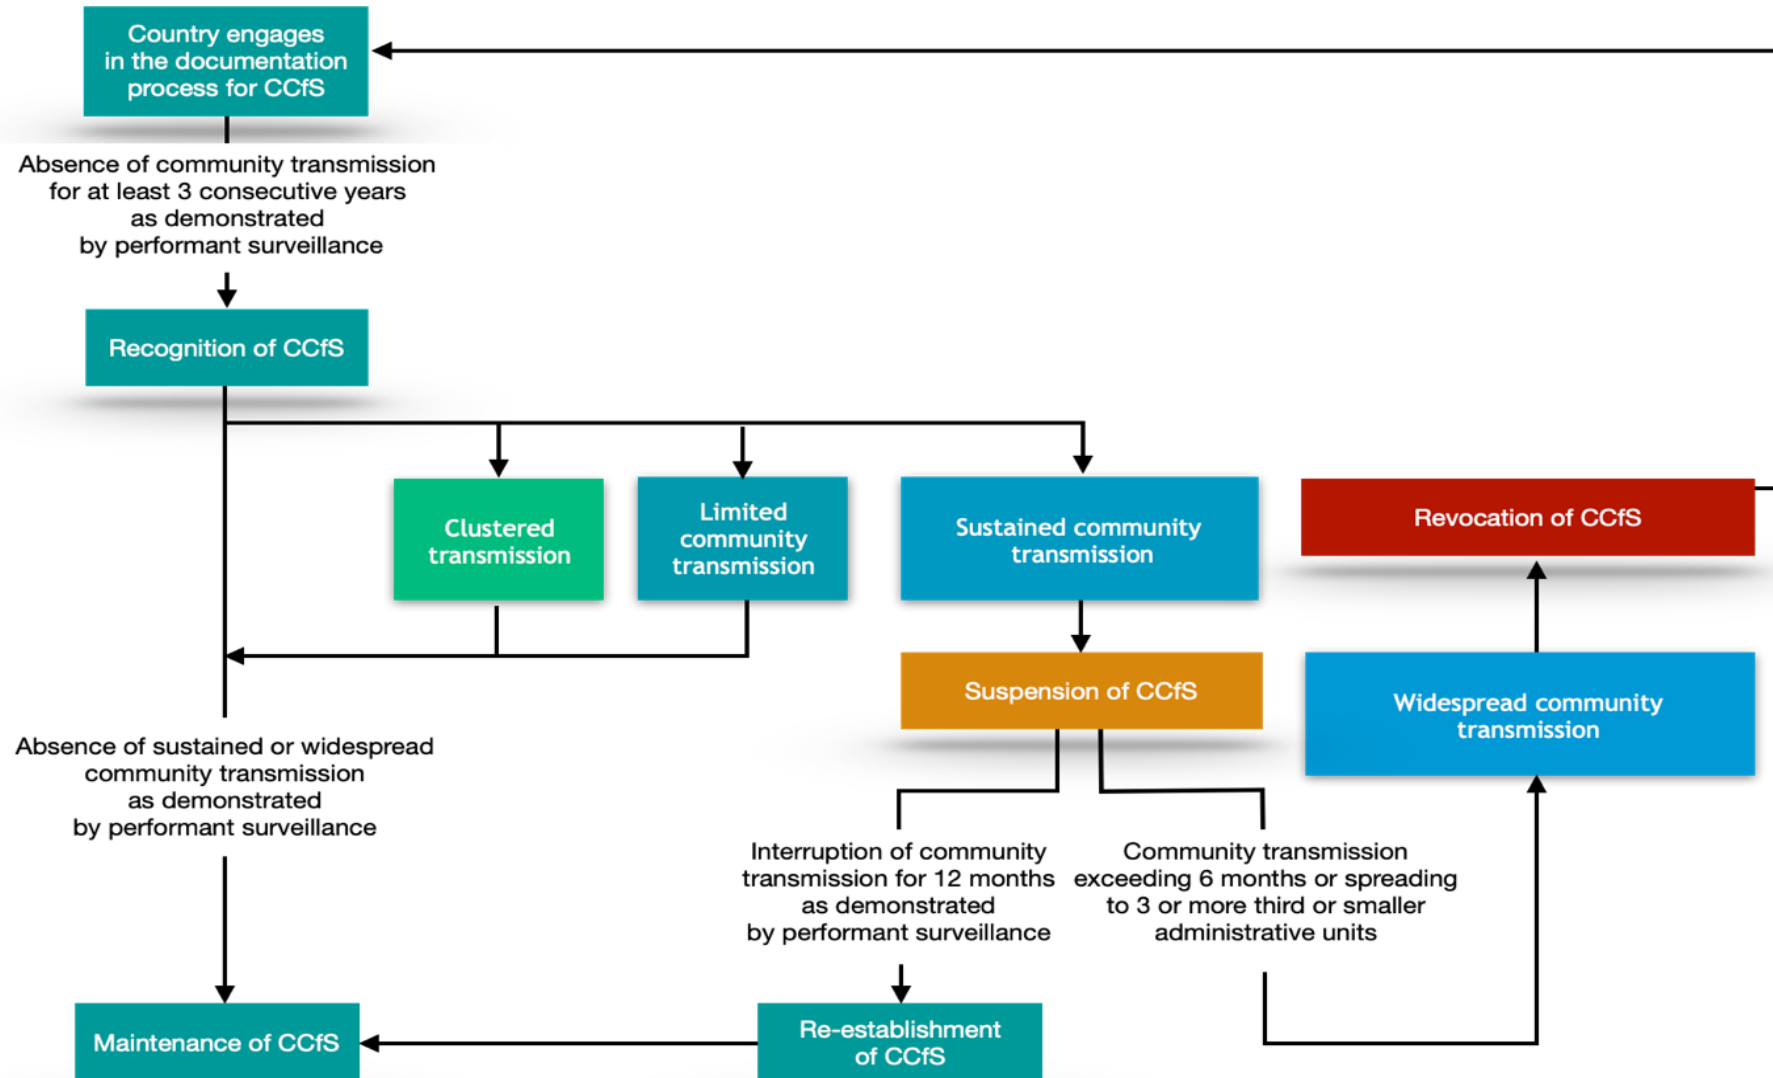 Country engages
in the documentation
process for CCfS
Absence of community transmission
for at least 3 consecutive years
as demonstrated
by performant surveillance
Recognition of CCfS
Clustered
transmission
Limited
community
transmission
Sustained community
transmission
Revocation of CCfS
Suspension of CCfS
Widespread community
transmission
Absence of sustained or widespread
community transmission
as demonstrated
by performant surveillance
Interruption of community
transmission for 12 months
as demonstrated
by performant surveillance
Community transmission
exceeding 6 months or spreading
to 3 or more third or smaller
administrative units
Maintenance of CCfS
Re-establishment
of CCfS